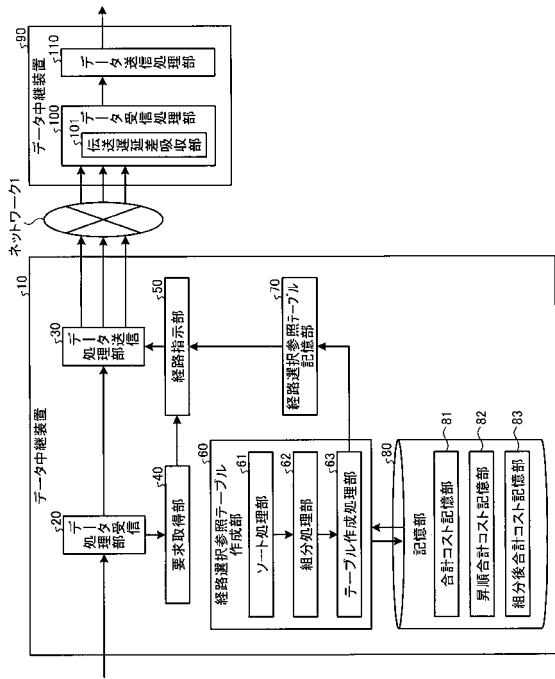 データ中継装置
10
20
データ受信
処理部
30
データ送信
処理部
40
要求取得部
50
経路指示部
60
経路選択参照テーブル
作成部
61
ソート処理部
62
組分処理部
63
テーブル作成処理部
70
経路選択参照テーブル
記憶部
80
記憶部
合計コスト記憶部
81
昇順合計コスト記憶部
82
組分後合計コスト記憶部
83
ネットワーク1
データ中継装置
90
100
データ受信処理部
101
伝送遅延差吸収部
110
データ送信処理部